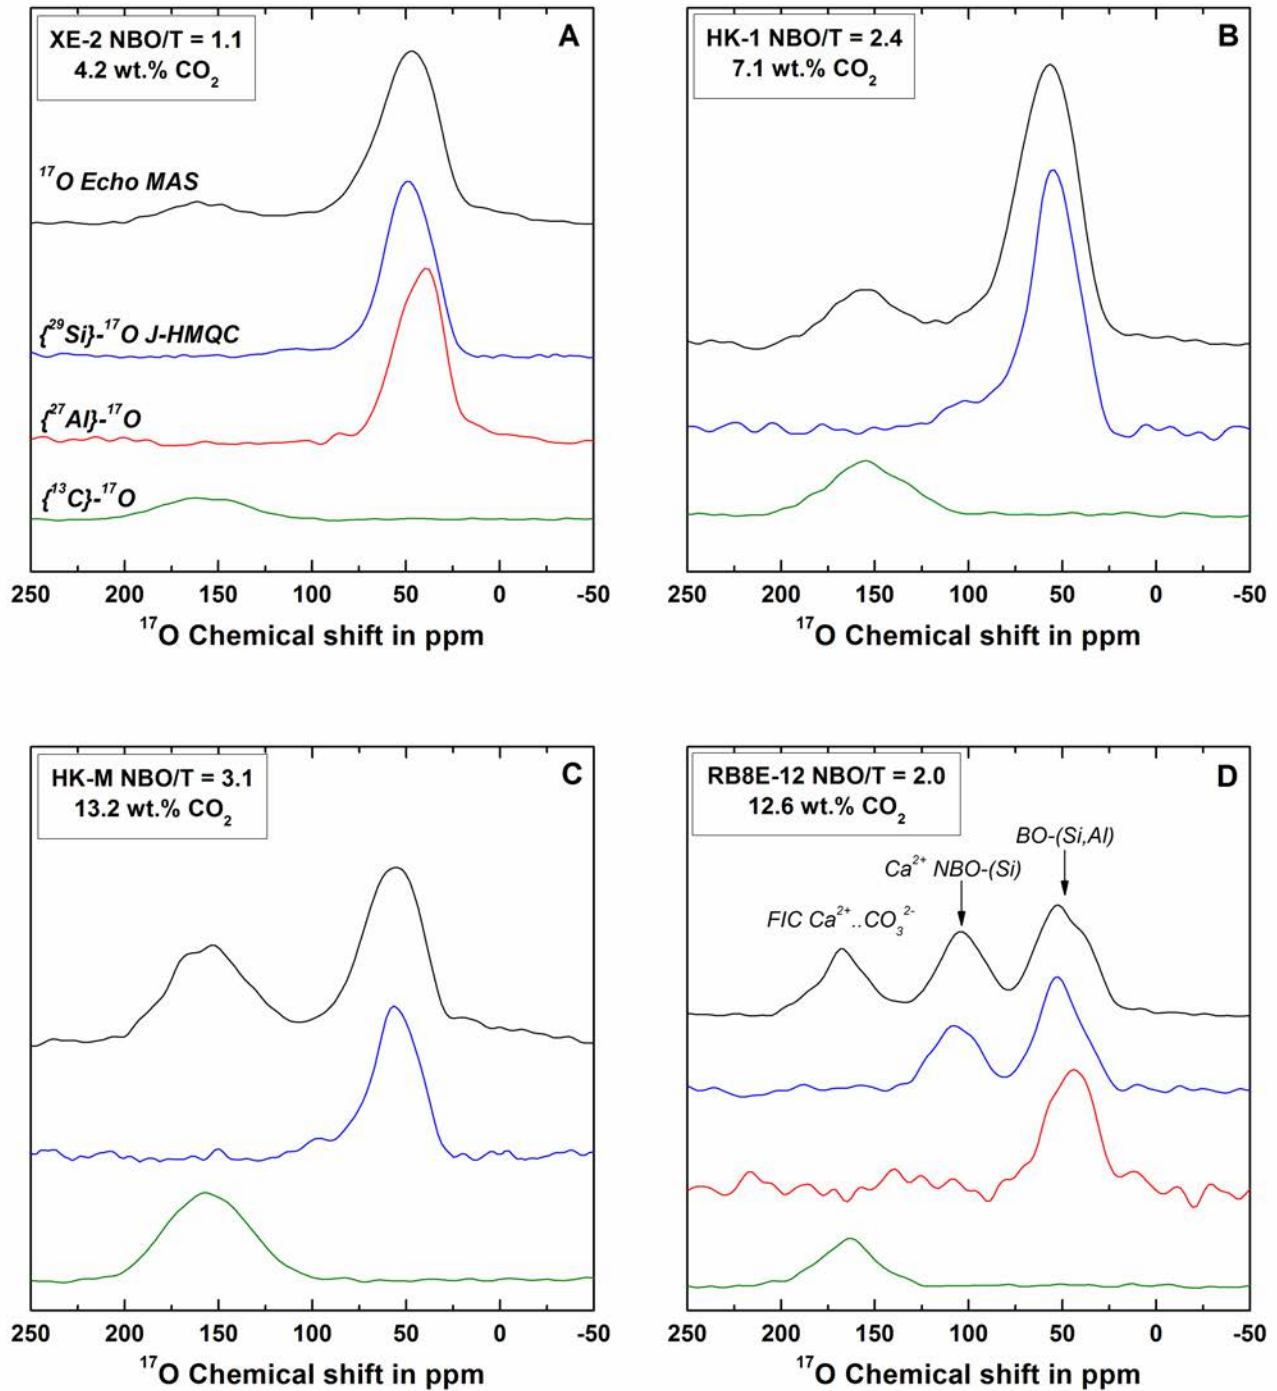 XE-2 NBO/T = 1.1
4.2 wt.% CO₂
A
¹⁷O Echo MAS
{²⁹Si}-¹⁷O J-HMQC
{²⁷Al}-¹⁷O
{¹³C}-¹⁷O
250 200 150 100 50 0 -50
¹⁷O Chemical shift in ppm
HK-1 NBO/T = 2.4
7.1 wt.% CO₂
B
250 200 150 100 50 0 -50
¹⁷O Chemical shift in ppm
HK-M NBO/T = 3.1
13.2 wt.% CO₂
C
250 200 150 100 50 0 -50
¹⁷O Chemical shift in ppm
RB8E-12 NBO/T = 2.0
12.6 wt.% CO₂
D
BO-(Si,Al)
Ca²⁺ NBO-(Si)
FIC Ca²⁺..CO₃²⁻
250 200 150 100 50 0 -50
¹⁷O Chemical shift in ppm